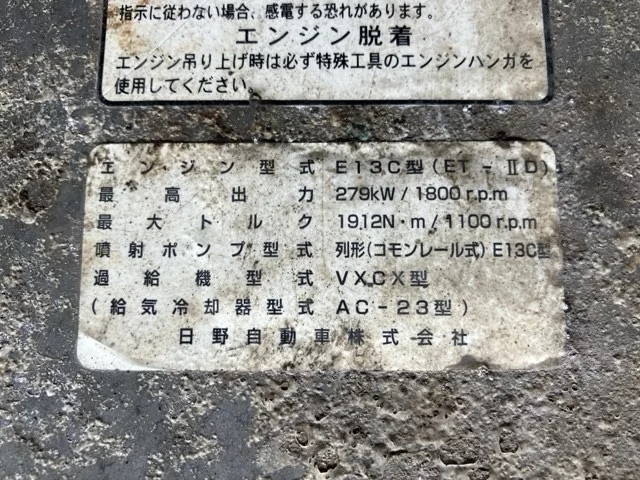 指示に従わない場合、感電する恐れがあります。
エンジン脱着
エンジン吊り上げ時は必ず特殊工具のエンジンハンガを
使用してください。
エンジン型式 E13C型(ET-ⅡD)
最高出力 279kW/1800r.p.m
最大トルク 1912N・m/1100r.p.m
噴射ポンプ型式 列形(コモンレール式)E13C型
過給機型式 VXCX型
(給気冷却器型式 AC-23型)
日野自動車株式会社